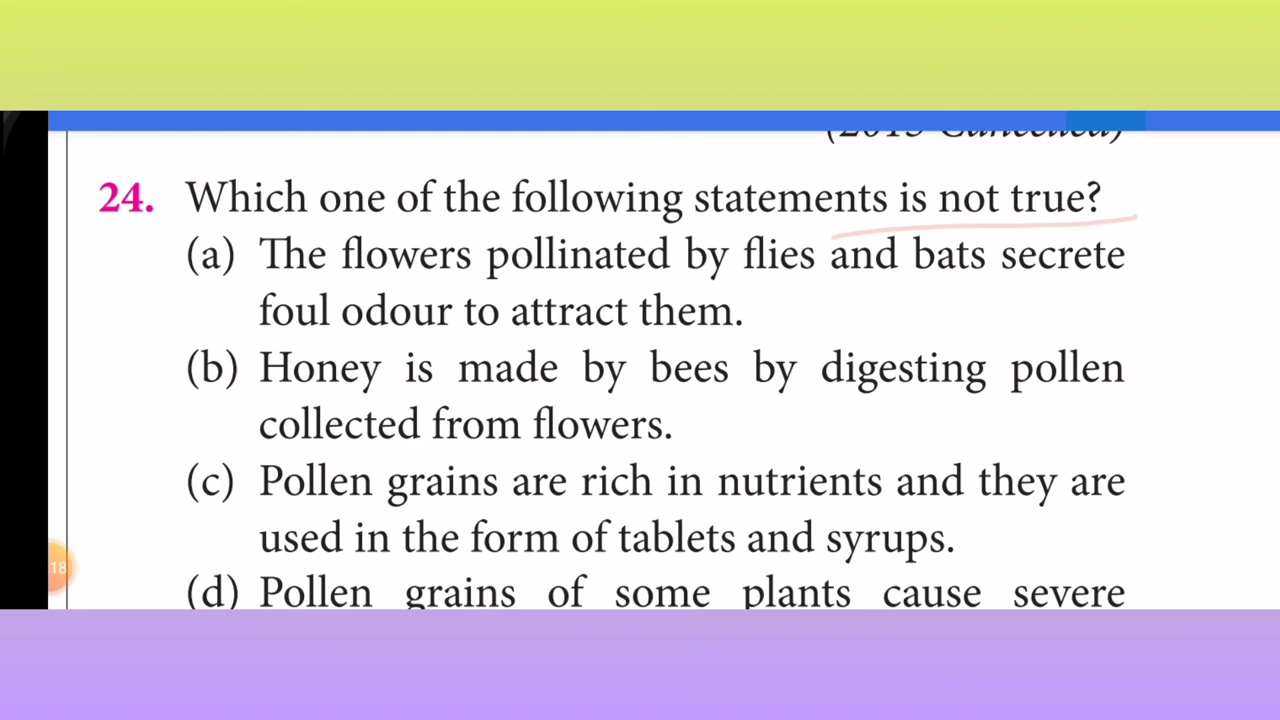 (2015 Cancelled)
24. Which one of the following statements is not true?
(a) The flowers pollinated by flies and bats secrete
foul odour to attract them.
(b) Honey is made by bees by digesting pollen
collected from flowers.
(c) Pollen grains are rich in nutrients and they are
used in the form of tablets and syrups.
18
(d) Pollen grains of some plants cause severe